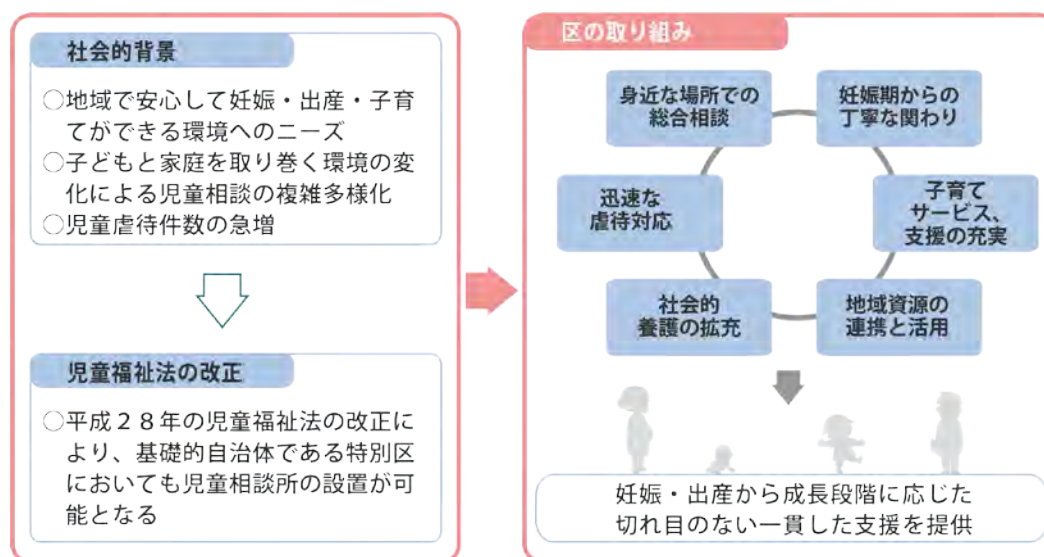 社会的背景
○地域で安心して妊娠・出産・子育
てができる環境へのニーズ
○子どもと家庭を取り巻く環境の変
化による児童相談の複雑多様化
○児童虐待件数の急増
児童福祉法の改正
○平成２８年の児童福祉法の改正に
より、基礎的自治体である特別区
においても児童相談所の設置が可
能となる
区の取り組み
身近な場所での
総合相談
妊娠期からの
丁寧な関わり
迅速な
虐待対応
子育て
サービス、
支援の充実
社会的
養護の拡充
地域資源の
連携と活用
妊娠・出産から成長段階に応じた
切れ目のない一貫した支援を提供